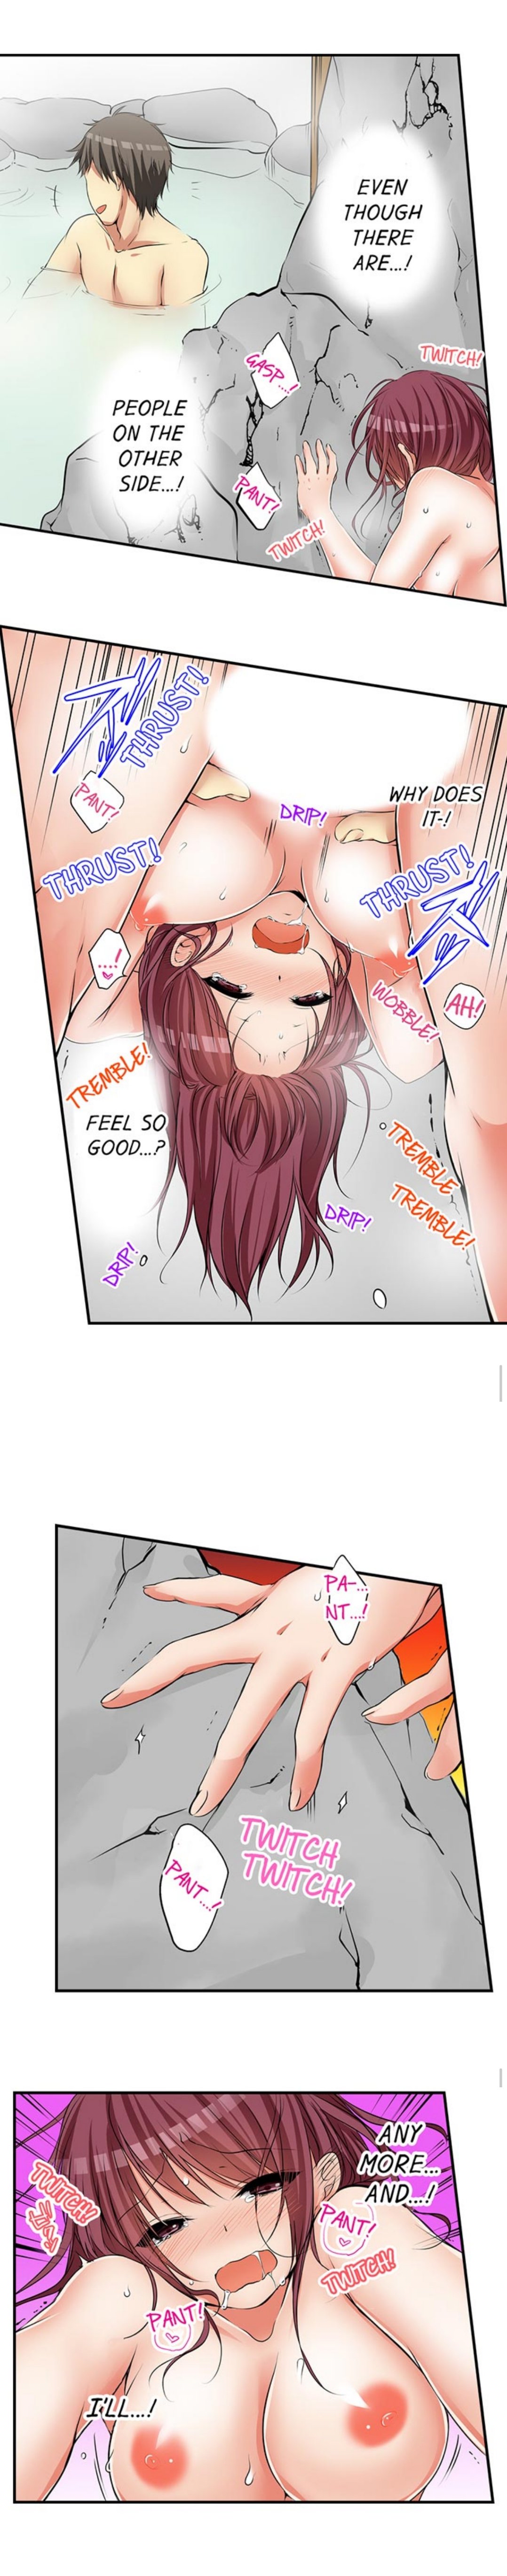 EVEN
THOUGH
THERE
ARE...!
TWITCH!
GASP...!
PEOPLE
ON THE
OTHER
SIDE...!
PANT!
TWITCH!
THRUST!
PANT!
WHY DOES
IT-!
DRIP!
THRUST!
THRUST!
...!
WOBBLE!
AH!
TREMBLE!
FEEL SO
GOOD...?
TREMBLE
TREMBLE!
DRIP!
DRIP!
PA-...
NT...!
TWITCH
TWITCH!
PANT...!
ANY
MORE...
AND...!
TWITCH!
PANT!
TWITCH!
PANT!
I'LL...!